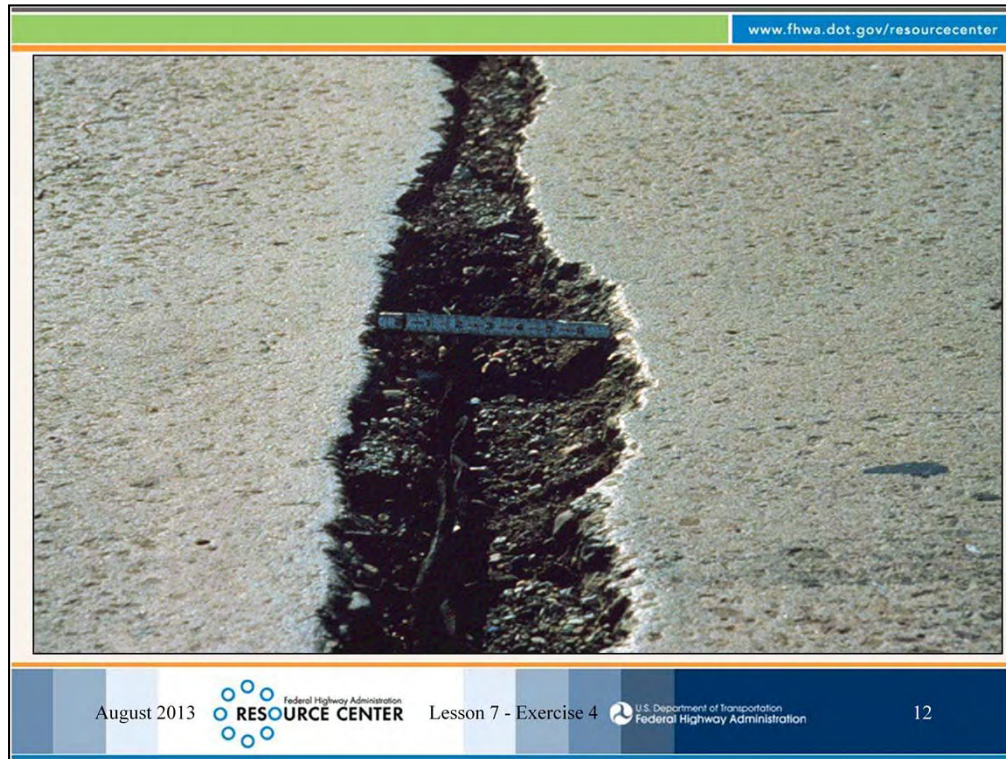 www.fhwa.dot.gov/resourcecenter
August 2013
Federal Highway Administration
RESOURCE CENTER
Lesson 7 - Exercise 4
U.S. Department of Transportation
Federal Highway Administration
12